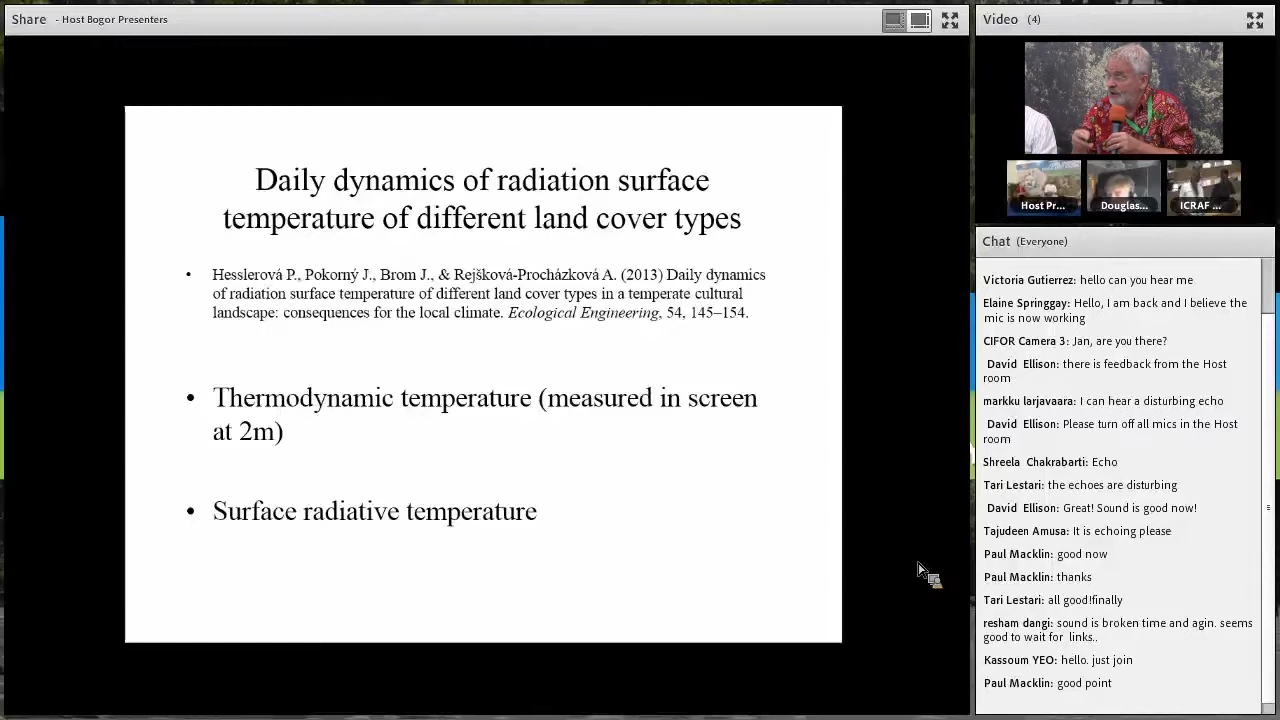 Share - Host Bogor Presenters
Daily dynamics of radiation surface
temperature of different land cover types
• Hesslerová P., Pokorný J., Brom J., & Rejšková-Procházková A. (2013) Daily dynamics
of radiation surface temperature of different land cover types in a temperate cultural
landscape: consequences for the local climate. Ecological Engineering, 54, 145–154.
• Thermodynamic temperature (measured in screen
at 2m)
• Surface radiative temperature
Video (4)
Host Pr...
Douglas...
ICRAF ...
Chat (Everyone)
Victoria Gutierrez: hello can you hear me
Elaine Springgay: Hello, I am back and I believe the
mic is now working
CIFOR Camera 3: Jan, are you there?
David Ellison: there is feedback from the Host
room
markku larjavaara: I can hear a disturbing echo
David Ellison: Please turn off all mics in the Host
room
Shreela Chakrabarti: Echo
Tari Lestari: the echoes are disturbing
David Ellison: Great! Sound is good now!
Tajudeen Amusa: It is echoing please
Paul Macklin: good now
Paul Macklin: thanks
Tari Lestari: all good!finally
resham dangi: sound is broken time and agin. seems
good to wait for links..
Kassoum YEO: hello. just join
Paul Macklin: good point